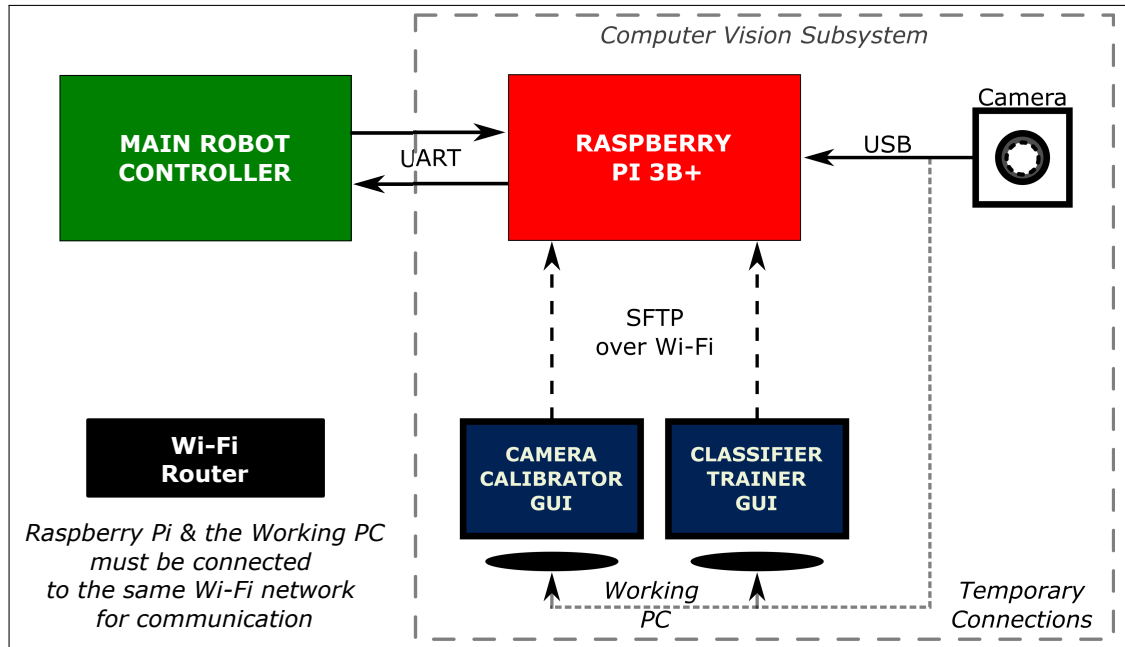 Computer Vision Subsystem
MAIN ROBOT
CONTROLLER
UART
RASPBERRY
PI 3B+
USB
Camera
SFTP
over Wi-Fi
Wi-Fi
Router
Raspberry Pi & the Working PC
must be connected
to the same Wi-Fi network
for communication
CAMERA
CALIBRATOR
GUI
CLASSIFIER
TRAINER
GUI
Working
PC
Temporary
Connections